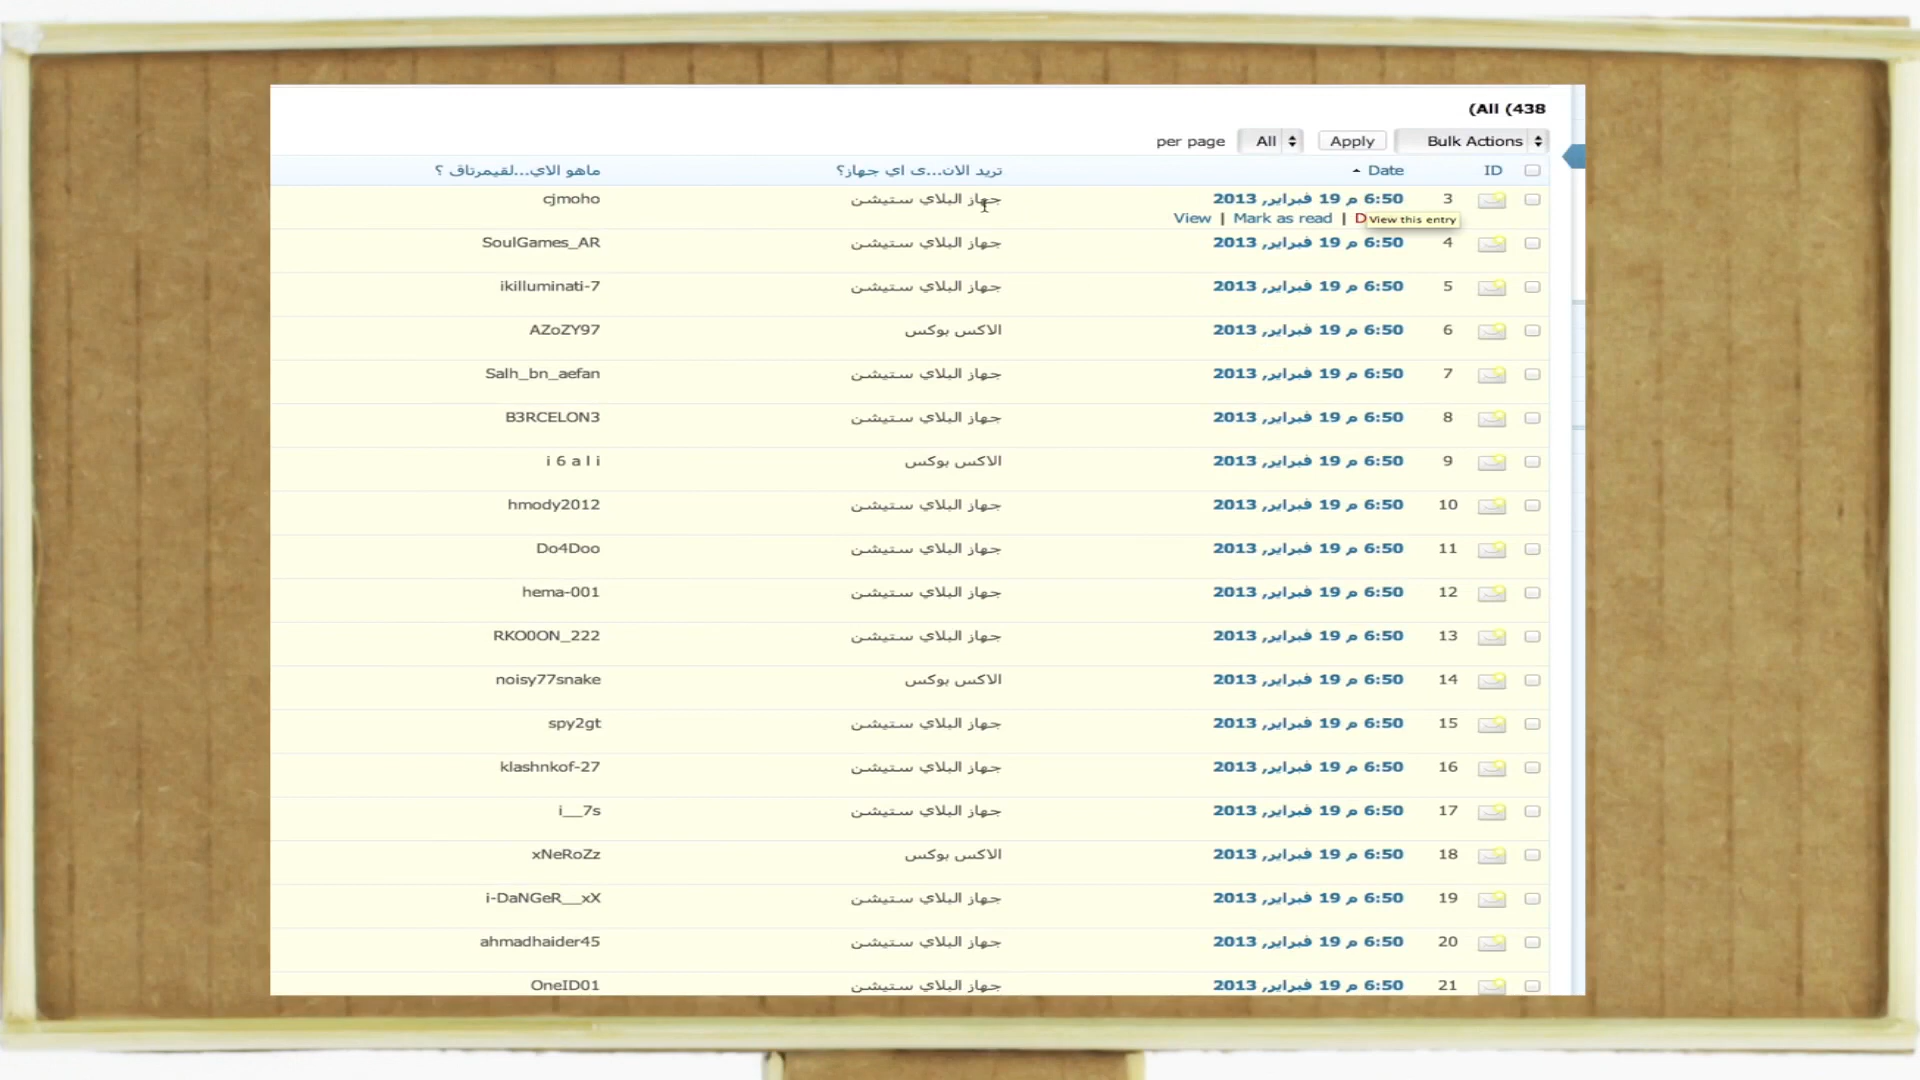 (All (438
Bulk Actions Apply All per page
ID Date تريد الان...ى اي جهاز؟ ماهو الاي...لقيمرتاق ؟
3 6:50 م 19 فبراير, 2013 جهاز البلاي ستيشن cjmoho
View | Mark as read | D View this entry
4 6:50 م 19 فبراير, 2013 جهاز البلاي ستيشن SoulGames_AR
5 6:50 م 19 فبراير, 2013 جهاز البلاي ستيشن ikilluminati-7
6 6:50 م 19 فبراير, 2013 الاكس بوكس AZoZY97
7 6:50 م 19 فبراير, 2013 جهاز البلاي ستيشن Salh_bn_aefan
8 6:50 م 19 فبراير, 2013 جهاز البلاي ستيشن B3RCELON3
9 6:50 م 19 فبراير, 2013 الاكس بوكس i 6 a l i
10 6:50 م 19 فبراير, 2013 جهاز البلاي ستيشن hmody2012
11 6:50 م 19 فبراير, 2013 جهاز البلاي ستيشن Do4Doo
12 6:50 م 19 فبراير, 2013 جهاز البلاي ستيشن hema-001
13 6:50 م 19 فبراير, 2013 جهاز البلاي ستيشن RKO0ON_222
14 6:50 م 19 فبراير, 2013 الاكس بوكس noisy77snake
15 6:50 م 19 فبراير, 2013 جهاز البلاي ستيشن spy2gt
16 6:50 م 19 فبراير, 2013 جهاز البلاي ستيشن klashnkof-27
17 6:50 م 19 فبراير, 2013 جهاز البلاي ستيشن i__7s
18 6:50 م 19 فبراير, 2013 الاكس بوكس xNeRoZz
19 6:50 م 19 فبراير, 2013 جهاز البلاي ستيشن i-DaNGeR__xX
20 6:50 م 19 فبراير, 2013 جهاز البلاي ستيشن ahmadhaider45
21 6:50 م 19 فبراير, 2013 جهاز البلاي ستيشن OneID01